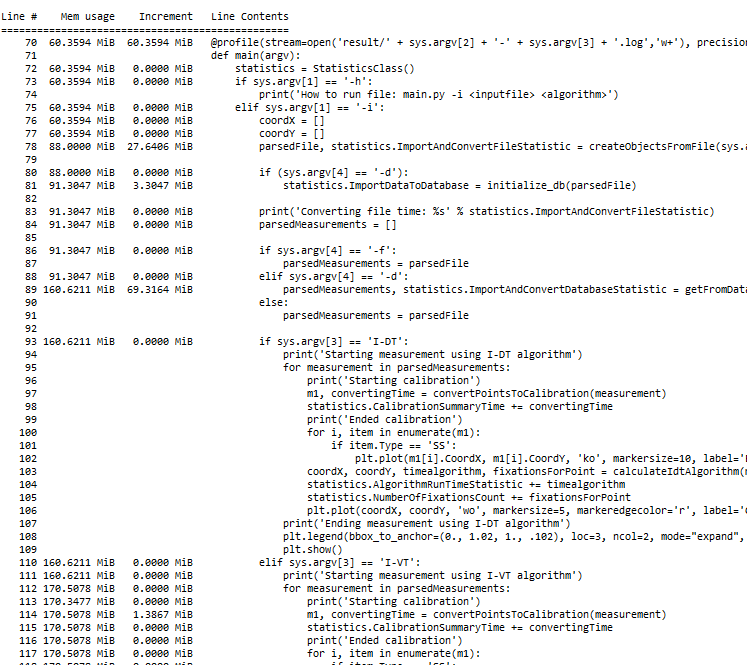 Line #    Mem usage    Increment   Line Contents
================================================
    70  60.3594 MiB  60.3594 MiB   @profile(stream=open('result/' + sys.argv[2] + '-' + sys.argv[3] + '.log','w+'), precision
    71                             def main(argv):
    72  60.3594 MiB   0.0000 MiB       statistics = StatisticsClass()
    73  60.3594 MiB   0.0000 MiB       if sys.argv[1] == '-h':
    74                                     print('How to run file: main.py -i <inputfile> <algorithm>')
    75  60.3594 MiB   0.0000 MiB       elif sys.argv[1] == '-i':
    76  60.3594 MiB   0.0000 MiB           coordX = []
    77  60.3594 MiB   0.0000 MiB           coordY = []
    78  88.0000 MiB  27.6406 MiB           parsedFile, statistics.ImportAndConvertFileStatistic = createObjectsFromFile(sys.
    79
    80  88.0000 MiB   0.0000 MiB           if (sys.argv[4] == '-d'):
    81  91.3047 MiB   3.3047 MiB               statistics.ImportDataToDatabase = initialize_db(parsedFile)
    82
    83  91.3047 MiB   0.0000 MiB           print('Converting file time: %s' % statistics.ImportAndConvertFileStatistic)
    84  91.3047 MiB   0.0000 MiB           parsedMeasurements = []
    85
    86  91.3047 MiB   0.0000 MiB           if sys.argv[4] == '-f':
    87                                         parsedMeasurements = parsedFile
    88  91.3047 MiB   0.0000 MiB           elif sys.argv[4] == '-d':
    89 160.6211 MiB  69.3164 MiB               parsedMeasurements, statistics.ImportAndConvertDatabaseStatistic = getFromData
    90                                     else:
    91                                         parsedMeasurements = parsedFile
    92
    93 160.6211 MiB   0.0000 MiB           if sys.argv[3] == 'I-DT':
    94                                         print('Starting measurement using I-DT algorithm')
    95                                         for measurement in parsedMeasurements:
    96                                             print('Starting calibration')
    97                                             m1, convertingTime = convertPointsToCalibration(measurement)
    98                                             statistics.CalibrationSummaryTime += convertingTime
    99                                             print('Ended calibration')
   100                                             for i, item in enumerate(m1):
   101                                                 if item.Type == 'SS':
   102                                                     plt.plot(m1[i].CoordX, m1[i].CoordY, 'ko', markersize=10, label='
   103                                             coordX, coordY, timealgorithm, fixationsForPoint = calculateIdtAlgorithm(
   104                                             statistics.AlgorithmRunTimeStatistic += timealgorithm
   105                                             statistics.NumberOfFixationsCount += fixationsForPoint
   106                                             plt.plot(coordX, coordY, 'wo', markersize=5, markeredgecolor='r', label='
   107                                         print('Ending measurement using I-DT algorithm')
   108                                         plt.legend(bbox_to_anchor=(0., 1.02, 1., .102), loc=3, ncol=2, mode="expand",
   109                                         plt.show()
   110 160.6211 MiB   0.0000 MiB           elif sys.argv[3] == 'I-VT':
   111 160.6211 MiB   0.0000 MiB               print('Starting measurement using I-VT algorithm')
   112 170.5078 MiB   0.0000 MiB               for measurement in parsedMeasurements:
   113 170.3477 MiB   0.0000 MiB                   print('Starting calibration')
   114 170.5078 MiB   1.3867 MiB                   m1, convertingTime = convertPointsToCalibration(measurement)
   115 170.5078 MiB   0.0000 MiB                   statistics.CalibrationSummaryTime += convertingTime
   116 170.5078 MiB   0.0000 MiB                   print('Ended calibration')
   117 170.5078 MiB   0.0000 MiB                   for i, item in enumerate(m1):